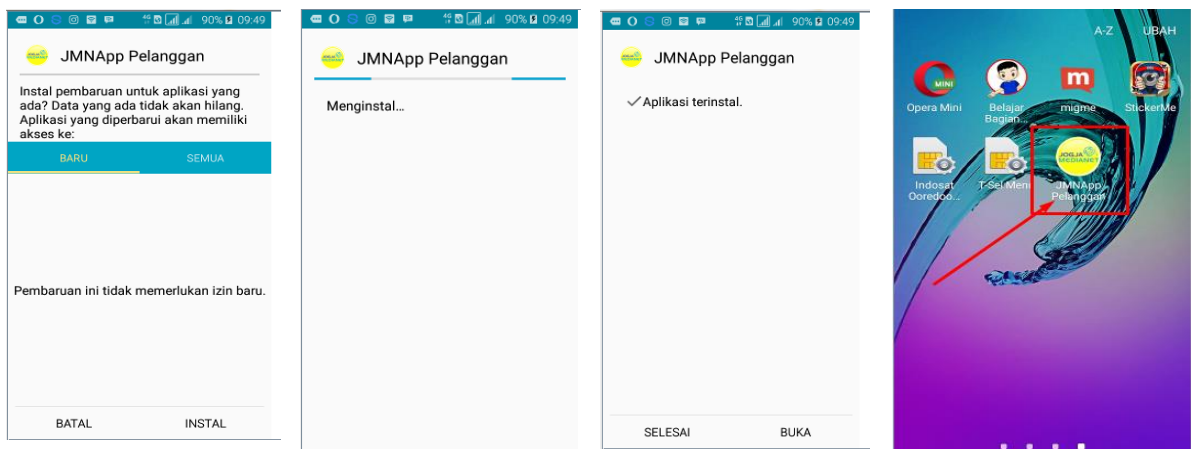 4G 90% 09:49
JMNApp Pelanggan
Instal pembaruan untuk aplikasi yang
ada? Data yang ada tidak akan hilang.
Aplikasi yang diperbarui akan memiliki
akses ke:
BARU SEMUA
Pembaruan ini tidak memerlukan izin baru.
BATAL INSTAL
4G 90% 09:49
JMNApp Pelanggan
Menginstal...
4G 90% 09:49
JMNApp Pelanggan
Aplikasi terinstal.
SELESAI BUKA
A-Z UBAH
MINI
m
Opera Mini Belajar Bagian... migme StickerMe
JOGJA
MEDIANET
Indosat Ooredoo... T-Sel Menu JMNApp Pelanggan